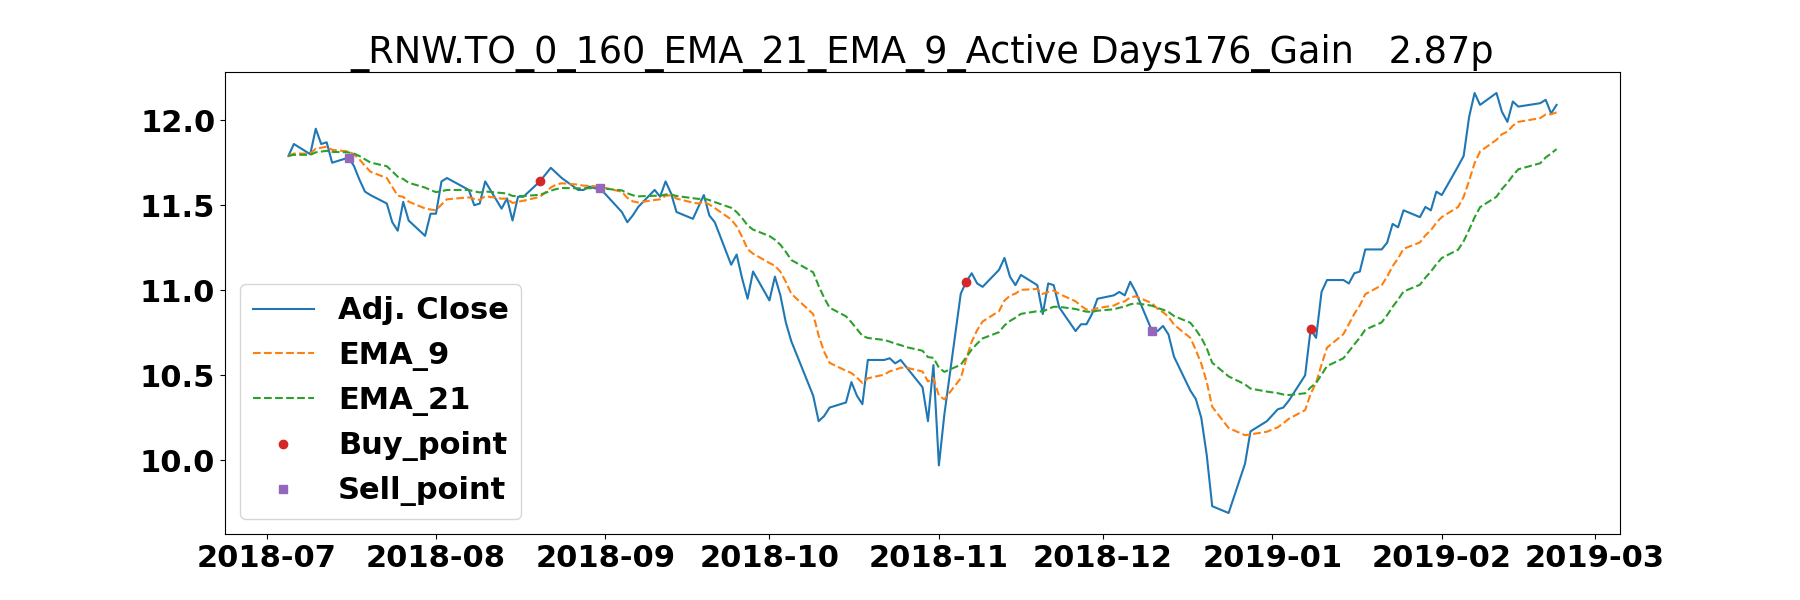 _RNW.TO_0_160_EMA_21_EMA_9_Active Days176_Gain   2.87p
12.0
11.5
11.0
10.5
10.0
Adj. Close
EMA_9
EMA_21
Buy_point
Sell_point
2018-07 2018-08 2018-09 2018-10 2018-11 2018-12 2019-01 2019-02 2019-03